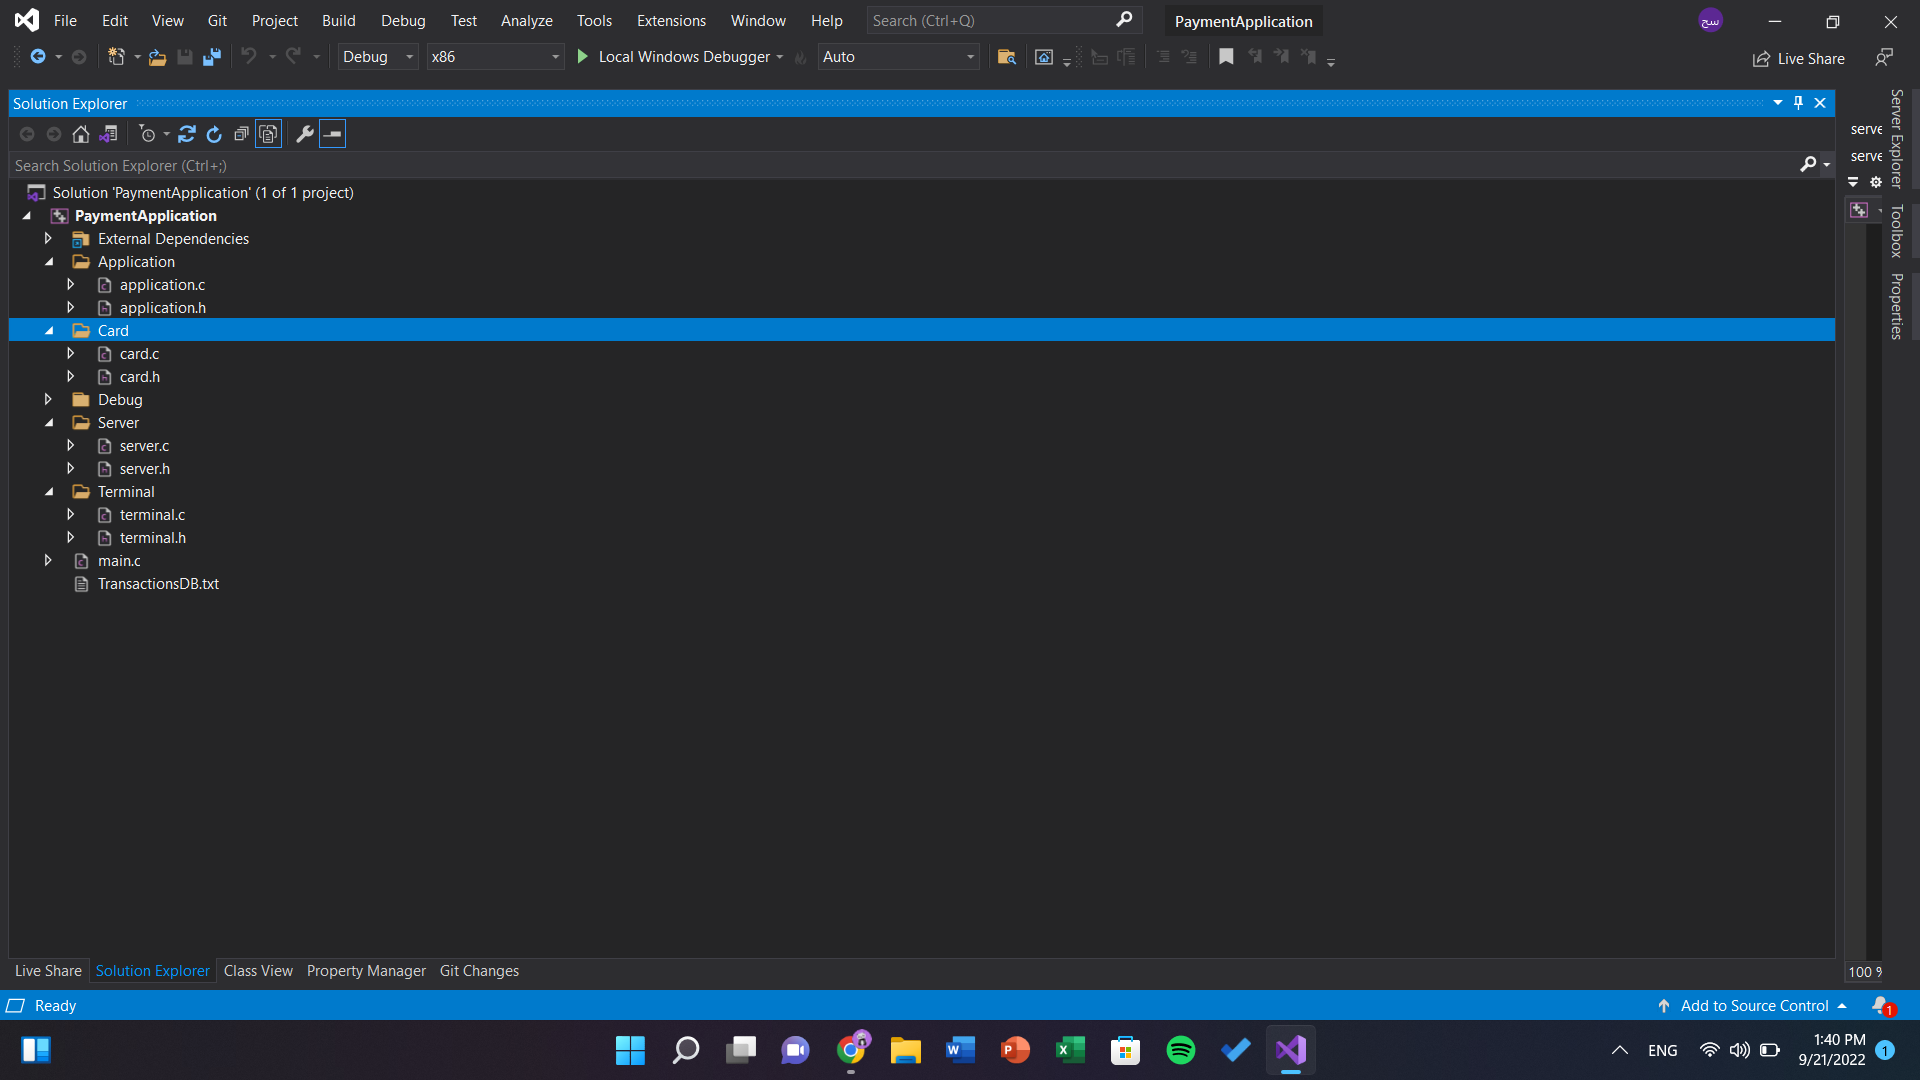 File Edit View Git Project Build Debug Test Analyze Tools Extensions Window Help Search (Ctrl+Q) PaymentApplication سح
Debug x86 Local Windows Debugger Auto Live Share
Solution Explorer
Search Solution Explorer (Ctrl+;)
Solution 'PaymentApplication' (1 of 1 project)
PaymentApplication
External Dependencies
Application
application.c
application.h
Card
card.c
card.h
Debug
Server
server.c
server.h
Terminal
terminal.c
terminal.h
main.c
TransactionsDB.txt
serve
serve
Server Explorer
Toolbox
Properties
100 %
Live Share Solution Explorer Class View Property Manager Git Changes
Ready Add to Source Control 1
W P X ENG 1:40 PM
9/21/2022 1